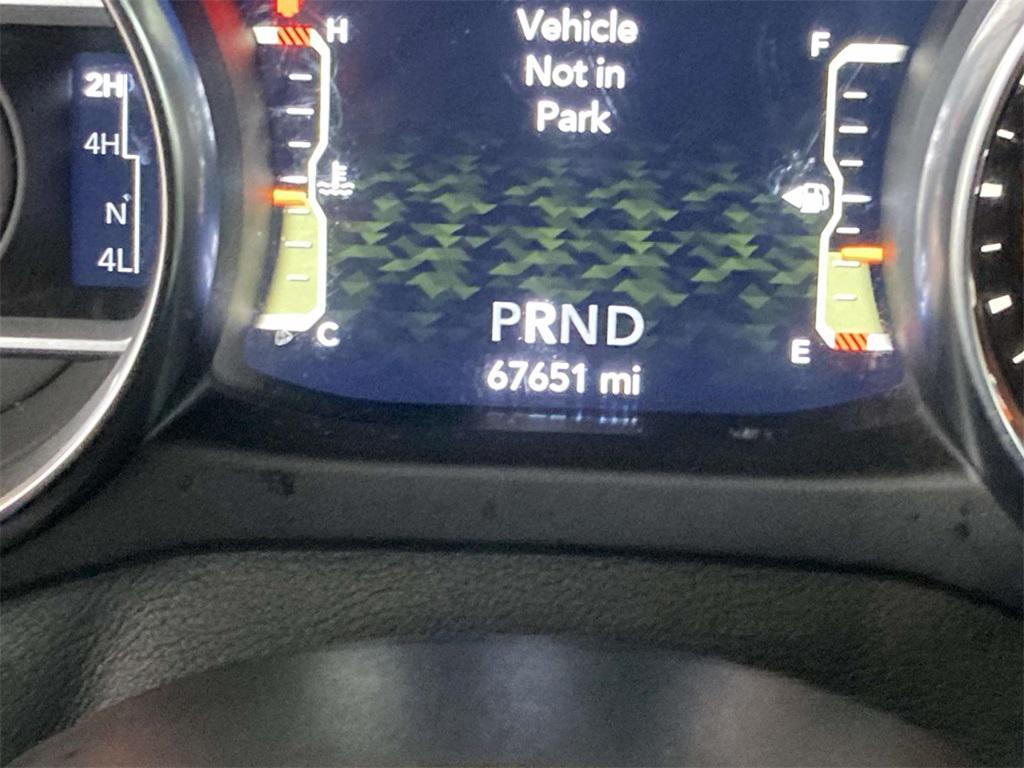 2H
4H
N
4L
H
C
Vehicle
Not in
Park
PRND
67651 mi
F
E